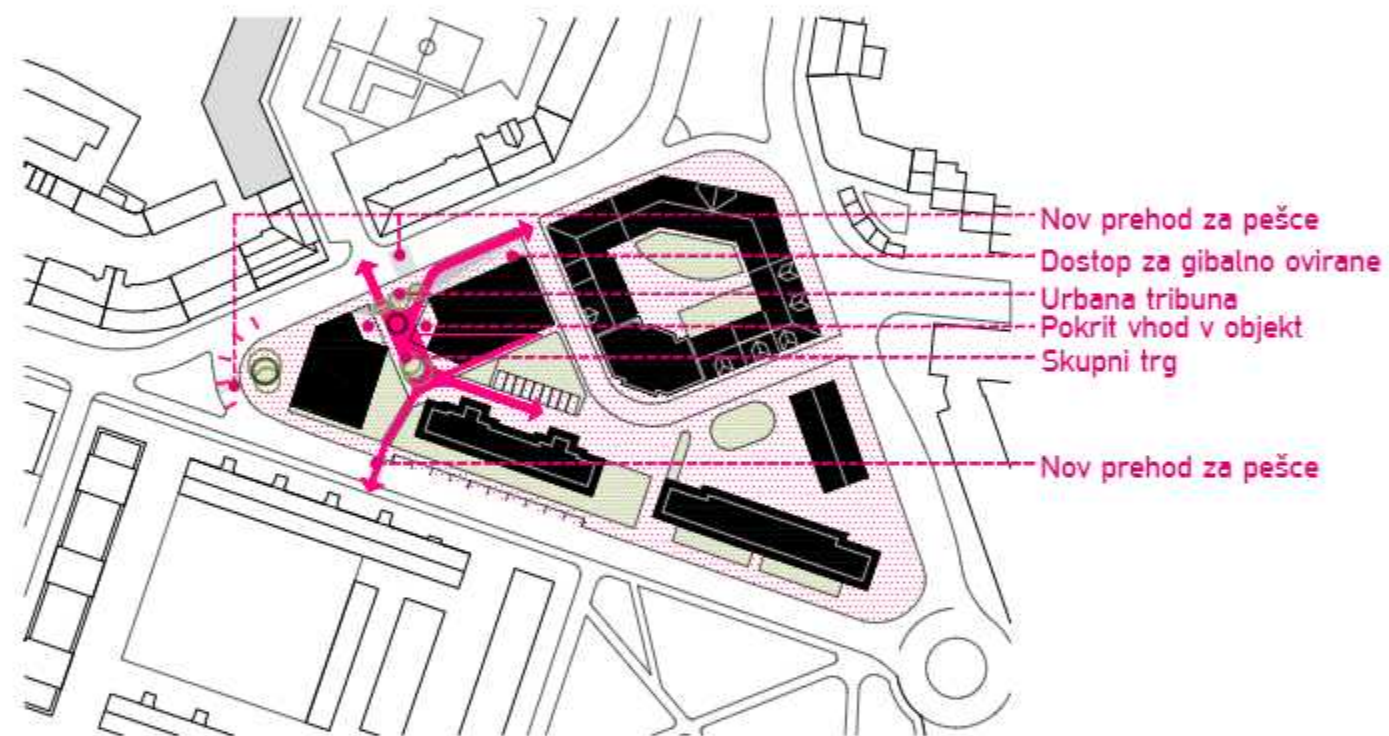 Nov prehod za pešce
Dostop za gibalno ovirane
Urbana tribuna
Pokrit vhod v objekt
Skupni trg
Nov prehod za pešce